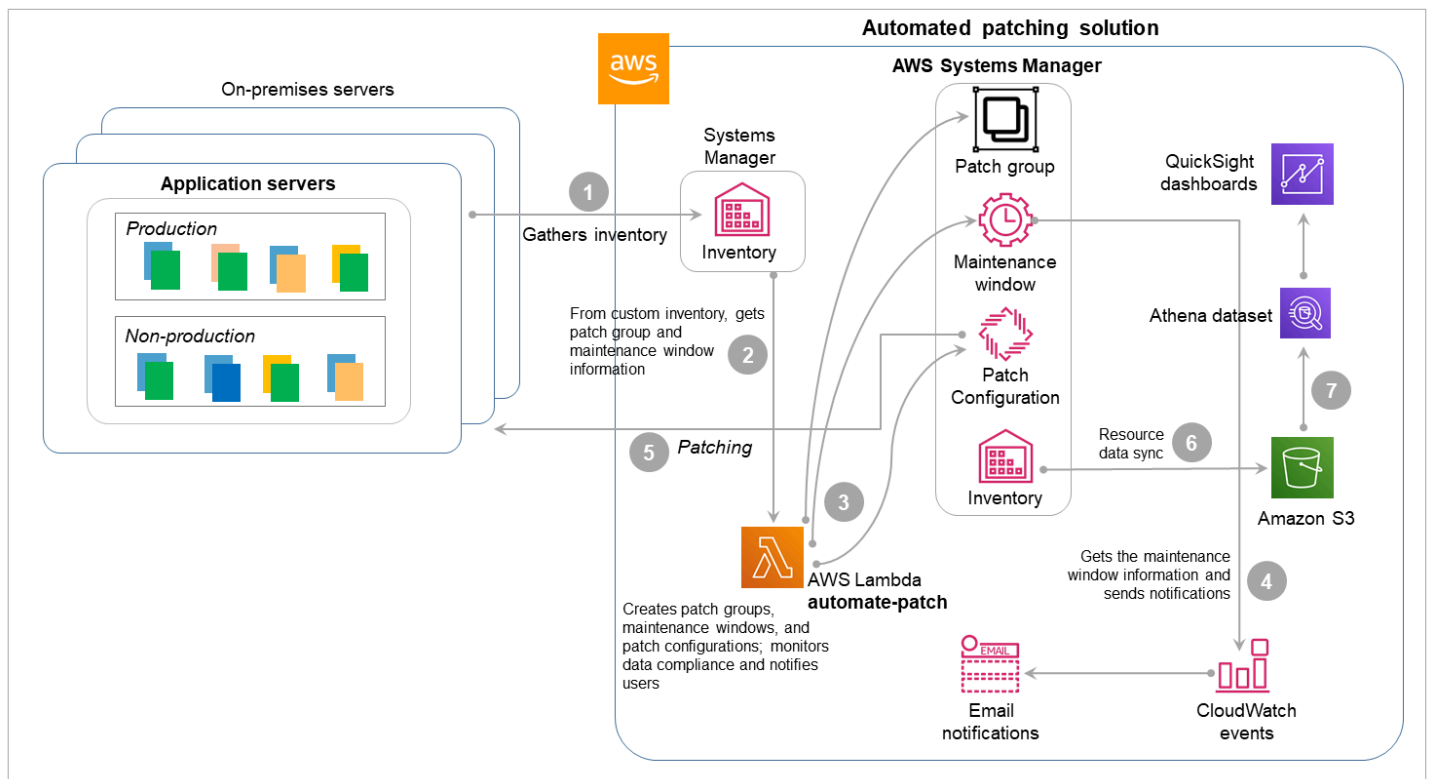 Automated patching solution
aws
AWS Systems Manager
On-premises servers
Application servers
Production
Non-production
1
Gathers inventory
Systems
Manager
Inventory
From custom inventory, gets
patch group and
maintenance window
information
2
5
Patching
3
AWS Lambda
automate-patch
Creates patch groups,
maintenance windows, and
patch configurations; monitors
data compliance and notifies
users
Patch group
Maintenance
window
Patch
Configuration
Inventory
Resource
data sync
6
QuickSight
dashboards
Athena dataset
7
Amazon S3
Gets the maintenance
window information and
sends notifications
4
EMAIL
Email
notifications
CloudWatch
events